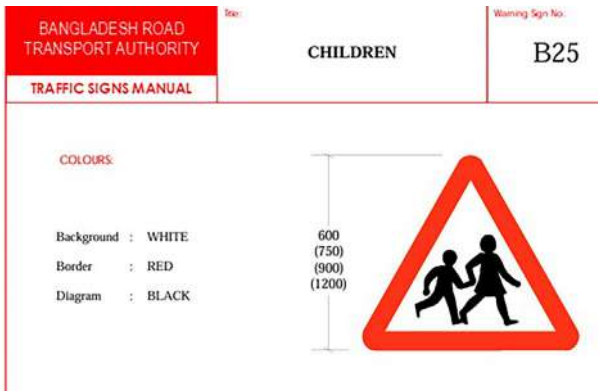 BANGLADESH ROAD
TRANSPORT AUTHORITY
TRAFFIC SIGNS MANUAL
Title:
CHILDREN
Warning Sign No:
B25
COLOURS:
Background : WHITE
Border : RED
Diagram : BLACK
600
(750)
(900)
(1200)